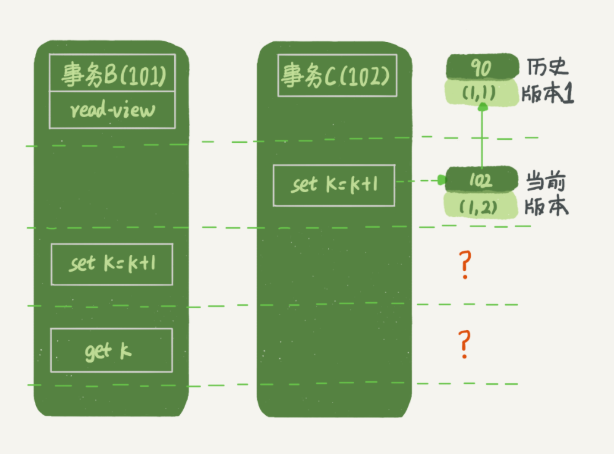 事务B(101)
read-view
事务C(102)
90
(1,1)
历史
版本1
set k=k+1
102
(1,2)
当前
版本
set k=k+1
?
get k
?